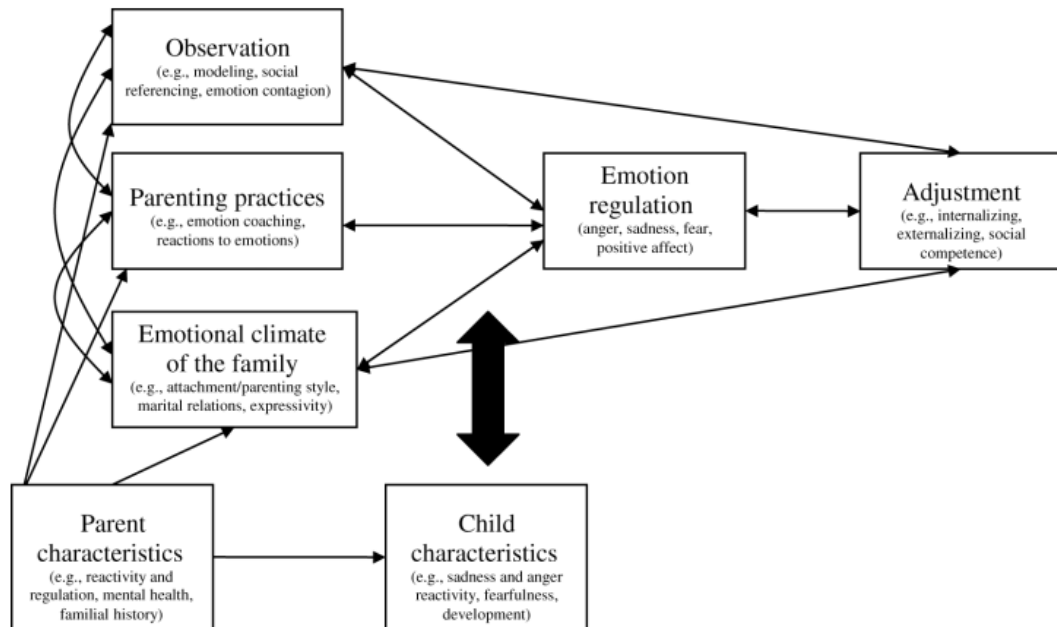 Observation
(e.g., modeling, social
referencing, emotion contagion)
Parenting practices
(e.g., emotion coaching,
reactions to emotions)
Emotion
regulation
(anger, sadness, fear,
positive affect)
Adjustment
(e.g., internalizing,
externalizing, social
competence)
Emotional climate
of the family
(e.g., attachment/parenting style,
marital relations, expressivity)
Parent
characteristics
(e.g., reactivity and
regulation, mental health,
familial history)
Child
characteristics
(e.g., sadness and anger
reactivity, fearfulness,
development)